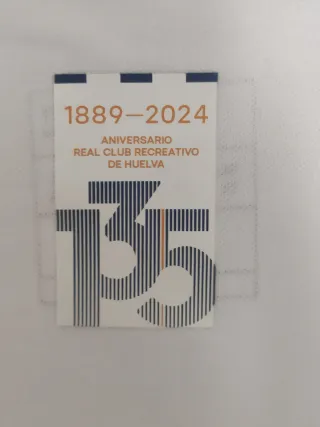 1889—2024
ANIVERSARIO
REAL CLUB RECREATIVO
DE HUELVA
135